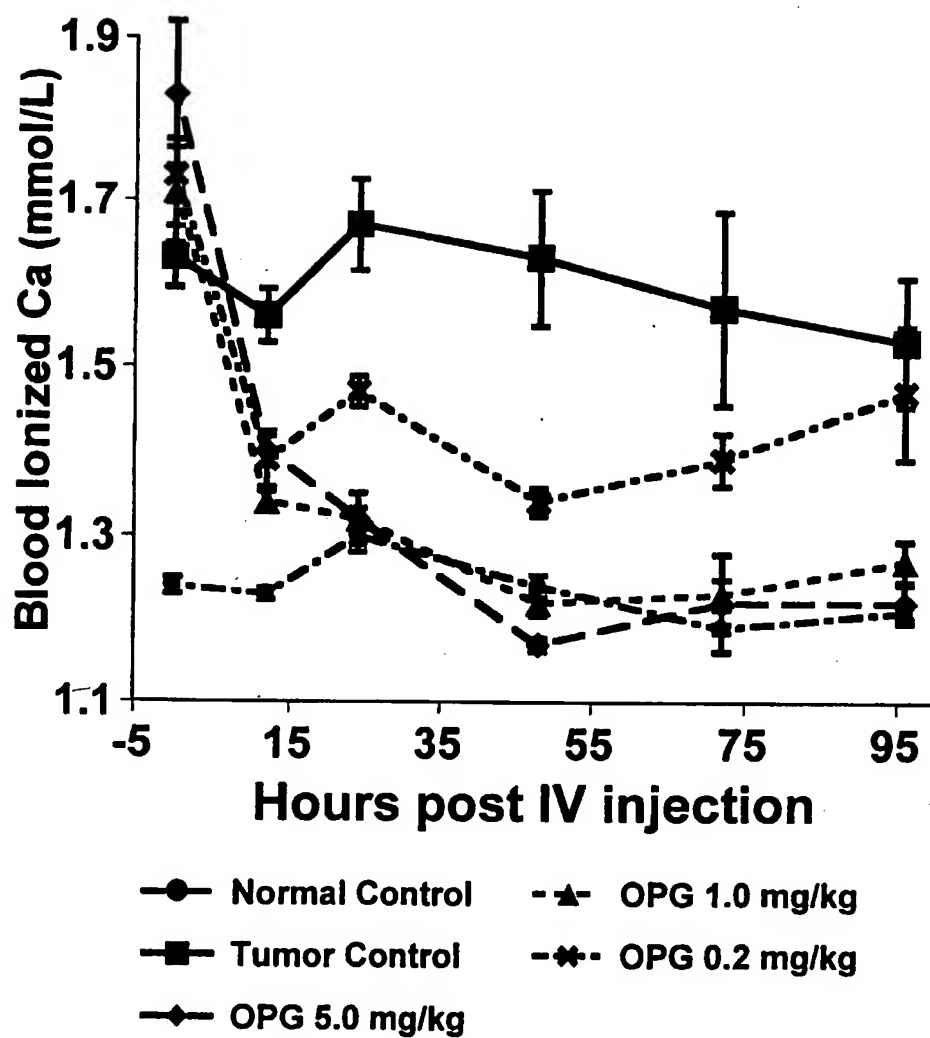 Blood Ionized Ca (mmol/L)
1.9
1.7
1.5
1.3
1.1
-5 15 35 55 75 95
Hours post IV injection
Normal Control OPG 1.0 mg/kg
Tumor Control OPG 0.2 mg/kg
OPG 5.0 mg/kg